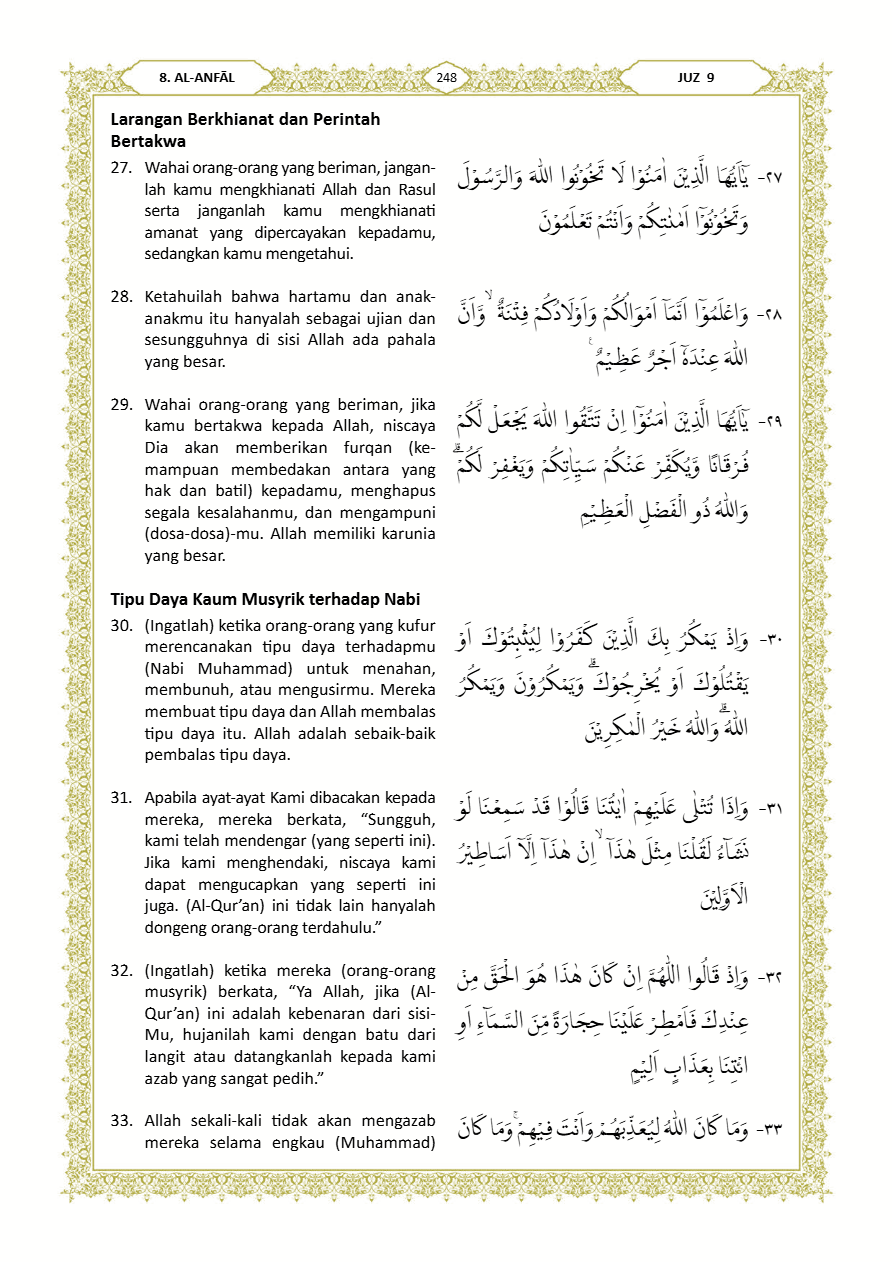 8. AL-ANFĀL
248
JUZ 9
Larangan Berkhianat dan Perintah
Bertakwa
27. Wahai orang-orang yang beriman, jangan-
lah kamu mengkhianati Allah dan Rasul
serta janganlah kamu mengkhianati
amanat yang dipercayakan kepadamu,
sedangkan kamu mengetahui.
٢٧- يٰٓاَيُّهَا الَّذِيْنَ اٰمَنُوْا لَا تَخُوْنُوا اللّٰهَ وَالرَّسُوْلَ
وَتَخُوْنُوْٓا اَمٰنٰتِكُمْ وَاَنْتُمْ تَعْلَمُوْنَ
28. Ketahuilah bahwa hartamu dan anak-
anakmu itu hanyalah sebagai ujian dan
sesungguhnya di sisi Allah ada pahala
yang besar.
٢٨- وَاعْلَمُوْٓا اَنَّمَآ اَمْوَالُكُمْ وَاَوْلَادُكُمْ فِتْنَةٌ ۙوَّاَنَّ
اللّٰهَ عِنْدَهٗٓ اَجْرٌ عَظِيْمٌ ۚ
29. Wahai orang-orang yang beriman, jika
kamu bertakwa kepada Allah, niscaya
Dia akan memberikan furqan (ke-
mampuan membedakan antara yang
hak dan batil) kepadamu, menghapus
segala kesalahanmu, dan mengampuni
(dosa-dosa)-mu. Allah memiliki karunia
yang besar.
٢٩- يٰٓاَيُّهَا الَّذِيْنَ اٰمَنُوْٓا اِنْ تَتَّقُوا اللّٰهَ يَجْعَلْ لَّكُمْ
فُرْقَانًا وَّيُكَفِّرْ عَنْكُمْ سَيِّاٰتِكُمْ وَيَغْفِرْ لَكُمْۗ
وَاللّٰهُ ذُو الْفَضْلِ الْعَظِيْمِ
Tipu Daya Kaum Musyrik terhadap Nabi
30. (Ingatlah) ketika orang-orang yang kufur
merencanakan tipu daya terhadapmu
(Nabi Muhammad) untuk menahan,
membunuh, atau mengusirmu. Mereka
membuat tipu daya dan Allah membalas
tipu daya itu. Allah adalah sebaik-baik
pembalas tipu daya.
٣٠- وَاِذْ يَمْكُرُ بِكَ الَّذِيْنَ كَفَرُوْا لِيُثْبِتُوْكَ اَوْ
يَقْتُلُوْكَ اَوْ يُخْرِجُوْكَۗ وَيَمْكُرُوْنَ وَيَمْكُرُ
اللّٰهُ ۗوَاللّٰهُ خَيْرُ الْمٰكِرِيْنَ
31. Apabila ayat-ayat Kami dibacakan kepada
mereka, mereka berkata, “Sungguh,
kami telah mendengar (yang seperti ini).
Jika kami menghendaki, niscaya kami
dapat mengucapkan yang seperti ini
juga. (Al-Qur’an) ini tidak lain hanyalah
dongeng orang-orang terdahulu.”
٣١- وَاِذَا تُتْلٰى عَلَيْهِمْ اٰيٰتُنَا قَالُوْا قَدْ سَمِعْنَا لَوْ
نَشَاۤءُ لَقُلْنَا مِثْلَ هٰذَآ ۙاِنْ هٰذَآ اِلَّآ اَسَاطِيْرُ
الْاَوَّلِيْنَ
32. (Ingatlah) ketika mereka (orang-orang
musyrik) berkata, “Ya Allah, jika (Al-
Qur’an) ini adalah kebenaran dari sisi-
Mu, hujanilah kami dengan batu dari
langit atau datangkanlah kepada kami
azab yang sangat pedih.”
٣٢- وَاِذْ قَالُوا اللّٰهُمَّ اِنْ كَانَ هٰذَا هُوَ الْحَقَّ مِنْ
عِنْدِكَ فَاَمْطِرْ عَلَيْنَا حِجَارَةً مِّنَ السَّمَاۤءِ اَوِ
ائْتِنَا بِعَذَابٍ اَلِيْمٍ
33. Allah sekali-kali tidak akan mengazab
mereka selama engkau (Muhammad)
٣٣- وَمَا كَانَ اللّٰهُ لِيُعَذِّبَهُمْ وَاَنْتَ فِيْهِمْۚ وَمَا كَانَ